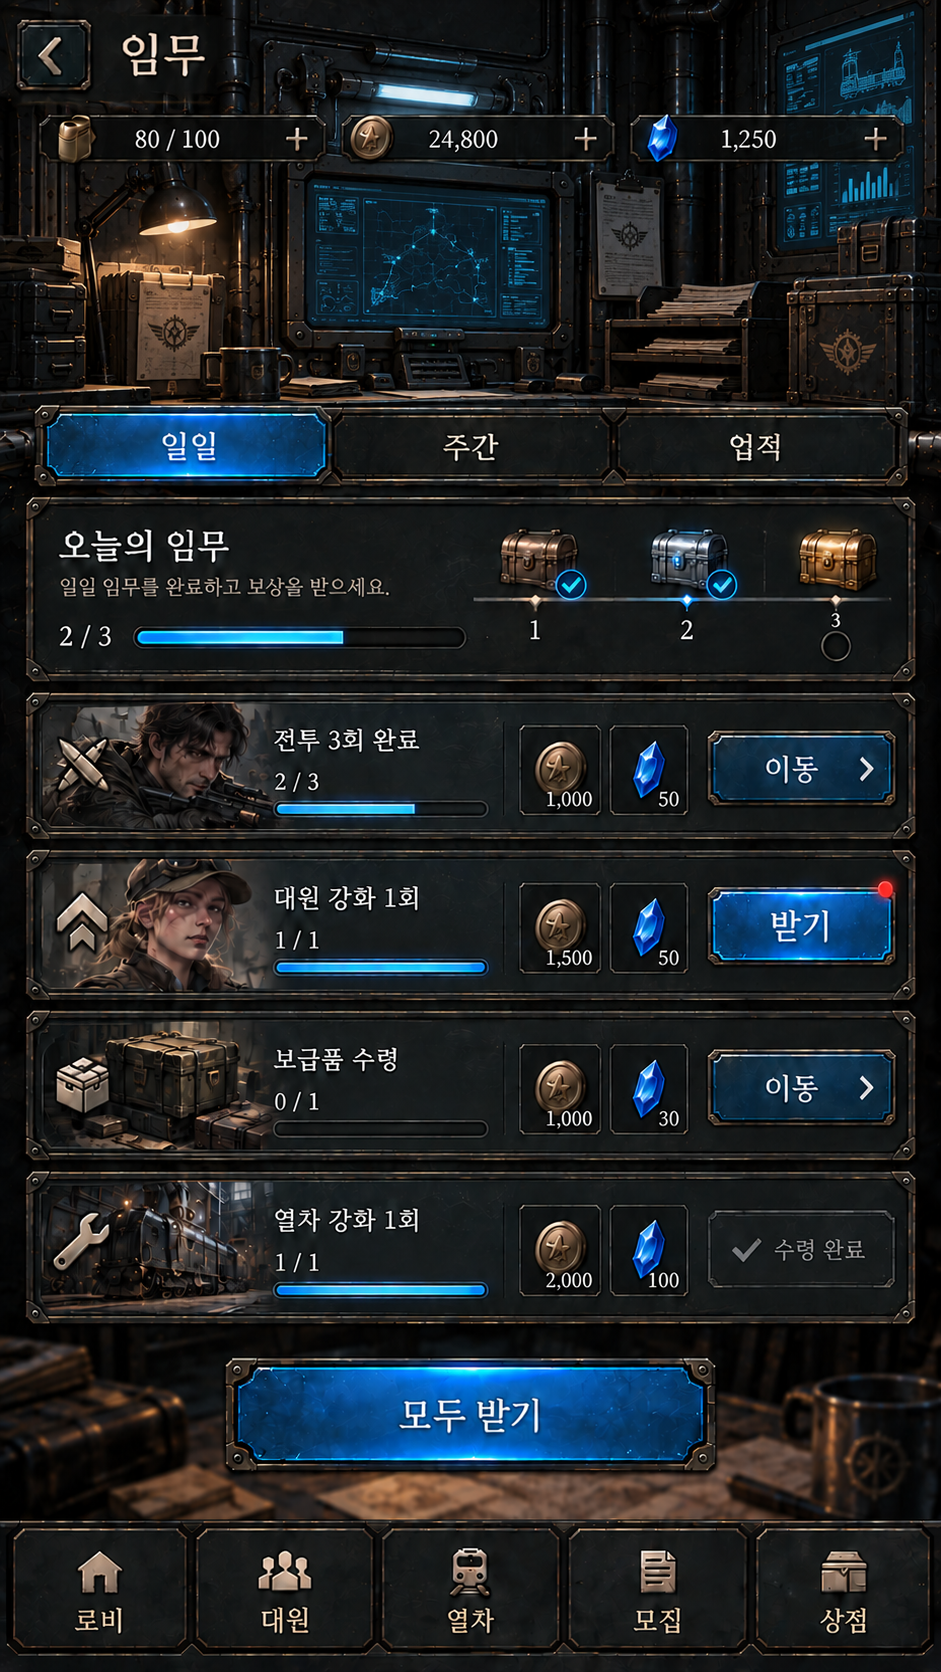 임무
80 / 100
24,800
1,250
일일
주간
업적
오늘의 임무
일일 임무를 완료하고 보상을 받으세요.
2 / 3
1
2
3
전투 3회 완료
2 / 3
1,000
50
이동
대원 강화 1회
1 / 1
1,500
50
받기
보급품 수령
0 / 1
1,000
30
이동
열차 강화 1회
1 / 1
2,000
100
수령 완료
모두 받기
로비
대원
열차
모집
상점